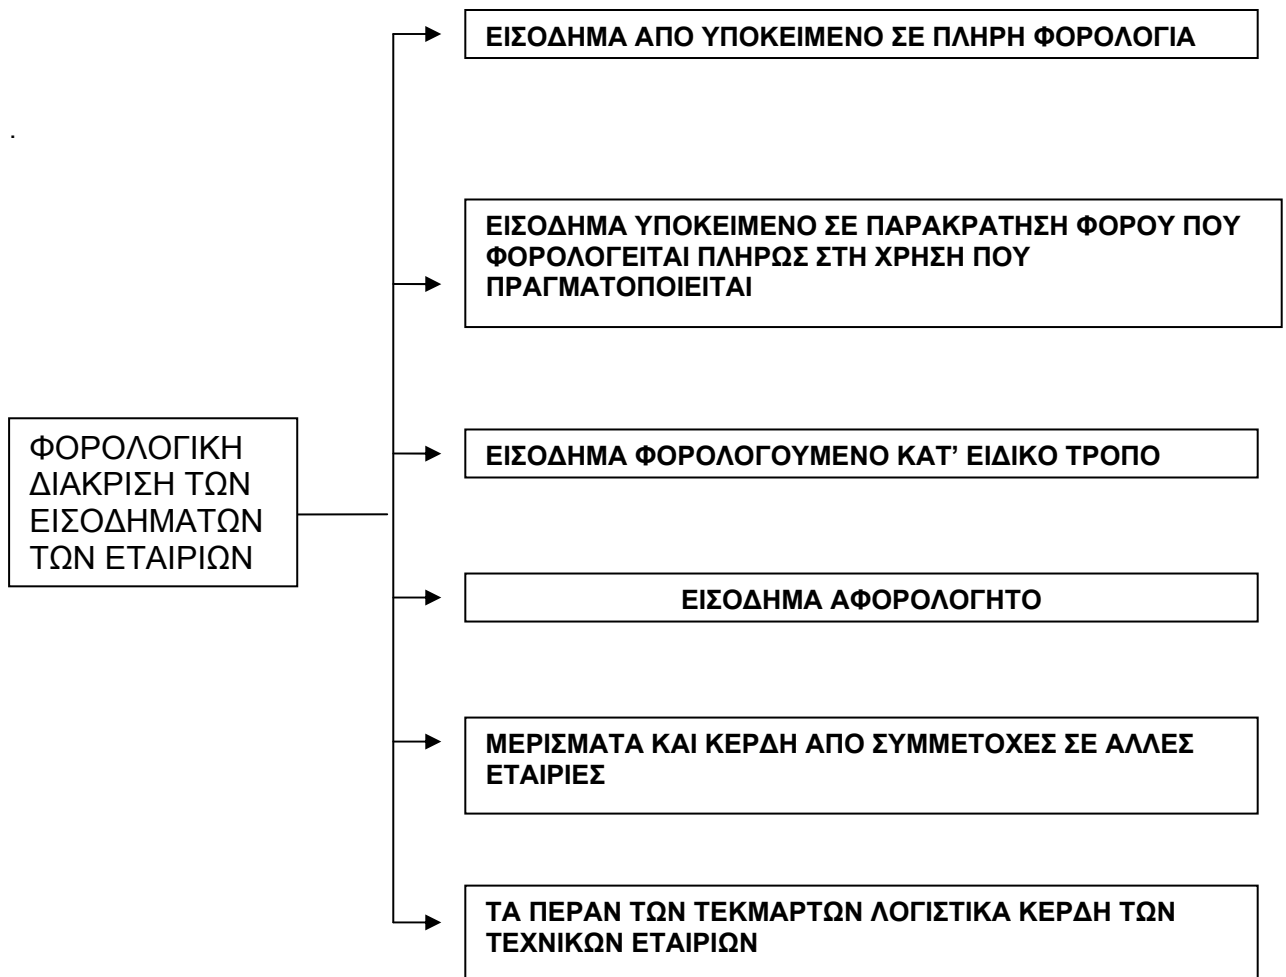 ΕΙΣΟΔΗΜΑ ΑΠΟ ΥΠΟΚΕΙΜΕΝΟ ΣΕ ΠΛΗΡΗ ΦΟΡΟΛΟΓΙΑ
.
ΕΙΣΟΔΗΜΑ ΥΠΟΚΕΙΜΕΝΟ ΣΕ ΠΑΡΑΚΡΑΤΗΣΗ ΦΟΡΟΥ ΠΟΥ
ΦΟΡΟΛΟΓΕΙΤΑΙ ΠΛΗΡΩΣ ΣΤΗ ΧΡΗΣΗ ΠΟΥ
ΠΡΑΓΜΑΤΟΠΟΙΕΙΤΑΙ
ΦΟΡΟΛΟΓΙΚΗ
ΔΙΑΚΡΙΣΗ ΤΩΝ
ΕΙΣΟΔΗΜΑΤΩΝ
ΤΩΝ ΕΤΑΙΡΙΩΝ
ΕΙΣΟΔΗΜΑ ΦΟΡΟΛΟΓΟΥΜΕΝΟ ΚΑΤ’ ΕΙΔΙΚΟ ΤΡΟΠΟ
ΕΙΣΟΔΗΜΑ ΑΦΟΡΟΛΟΓΗΤΟ
ΜΕΡΙΣΜΑΤΑ ΚΑΙ ΚΕΡΔΗ ΑΠΟ ΣΥΜΜΕΤΟΧΕΣ ΣΕ ΑΛΛΕΣ
ΕΤΑΙΡΙΕΣ
ΤΑ ΠΕΡΑΝ ΤΩΝ ΤΕΚΜΑΡΤΩΝ ΛΟΓΙΣΤΙΚΑ ΚΕΡΔΗ ΤΩΝ
ΤΕΧΝΙΚΩΝ ΕΤΑΙΡΙΩΝ